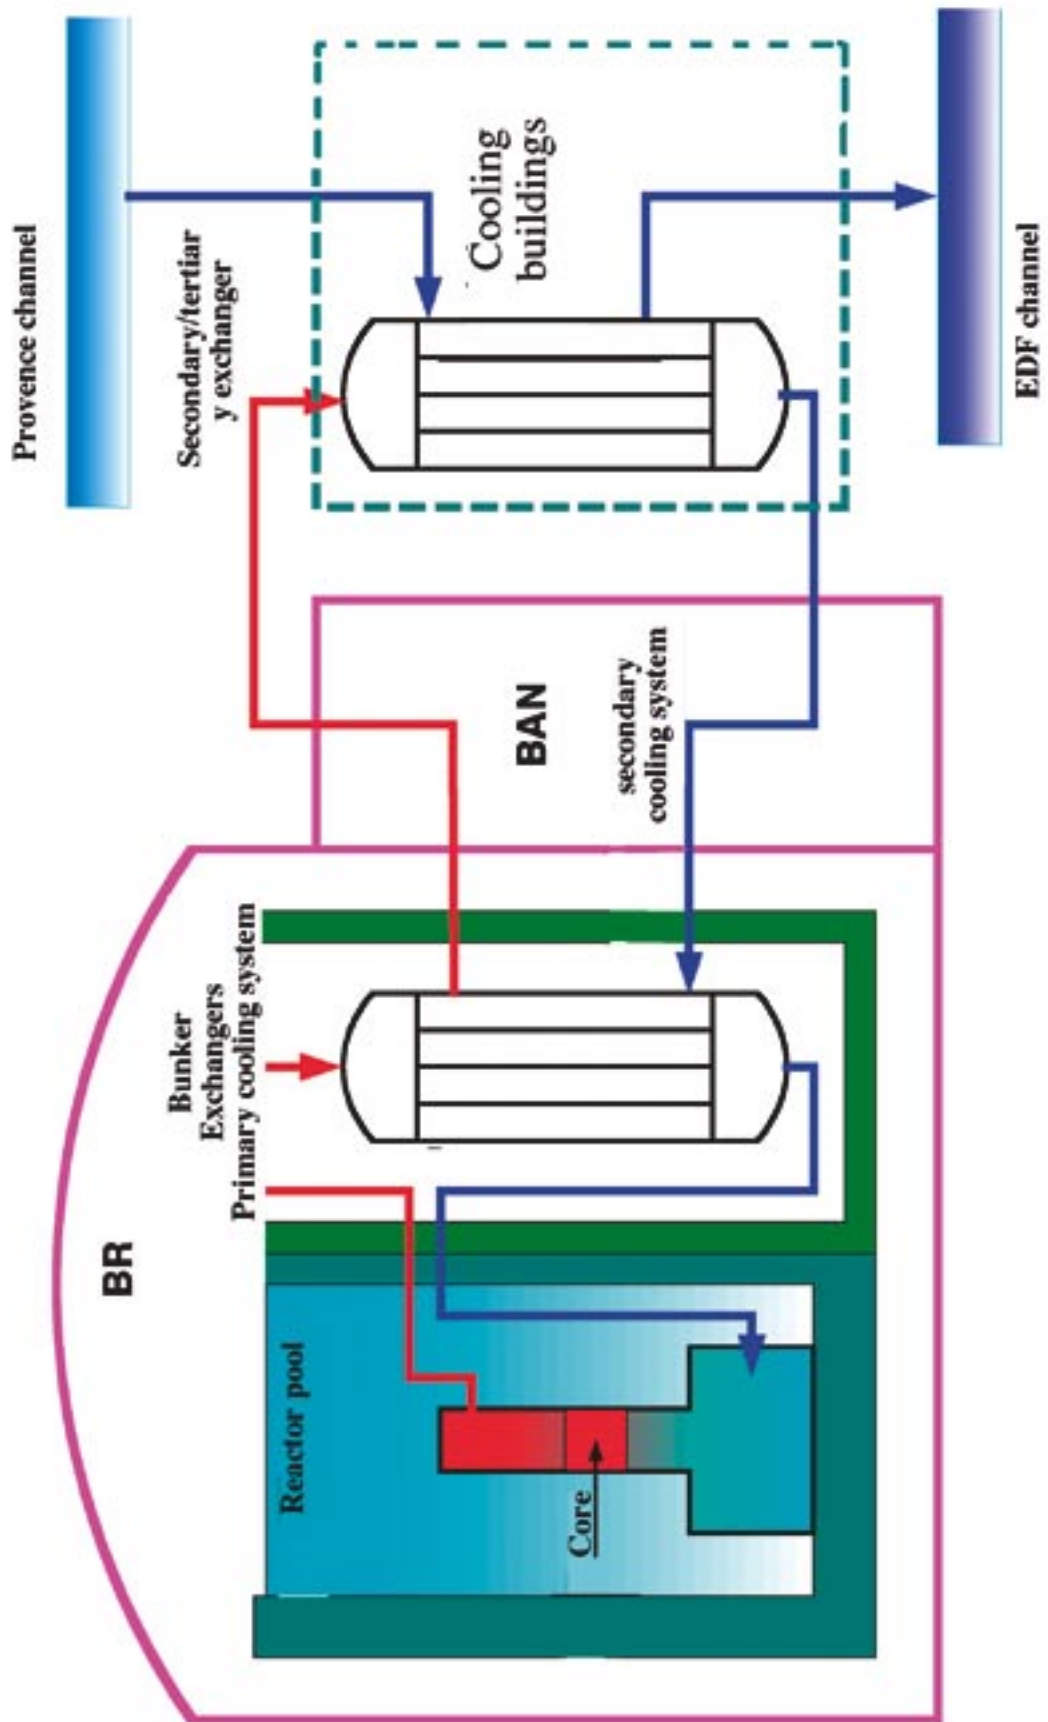 Provence channel
Secondary/tertiar
y exchanger
Cooling
buildings
EDF channel
BAN
secondary
cooling system
Bunker
Exchangers
Primary cooling system
BR
Reactor pool
Core